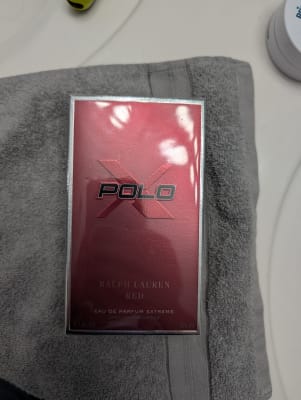 POLO
X
RALPH LAUREN
RED
EAU DE PARFUM EXTREME